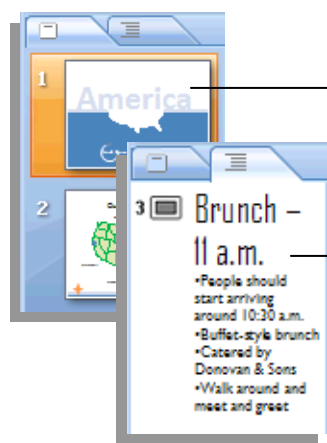 1
America
2
3 Brunch –
11 a.m.
•People should
start arriving
around 10:30 a.m.
•Buffet-style brunch
•Catered by
Donovan & Sons
•Walk around and
meet and greet